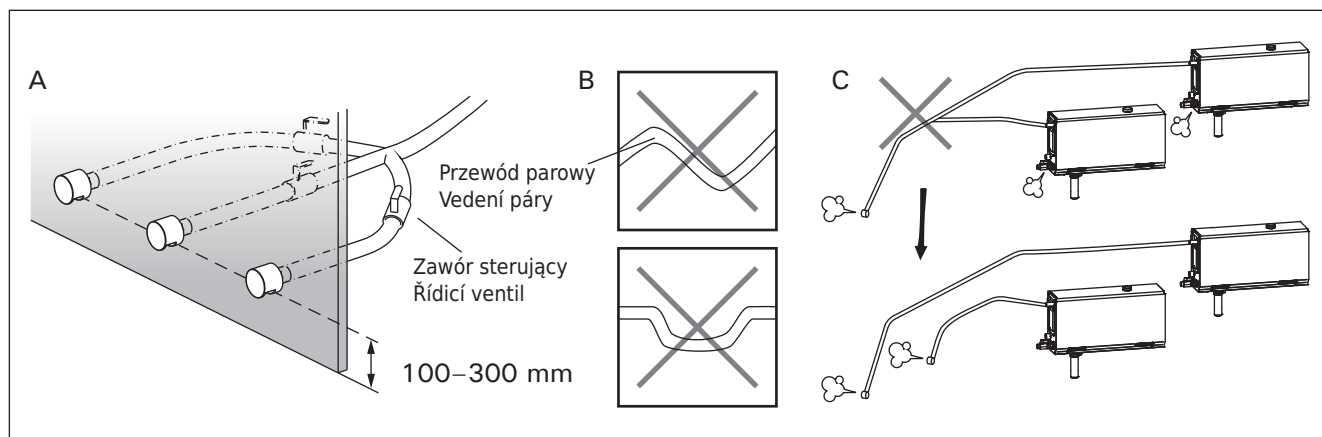 A
B
C
Przewód parowy
Vedení páry
Zawór sterujący
Řídicí ventil
100–300 mm